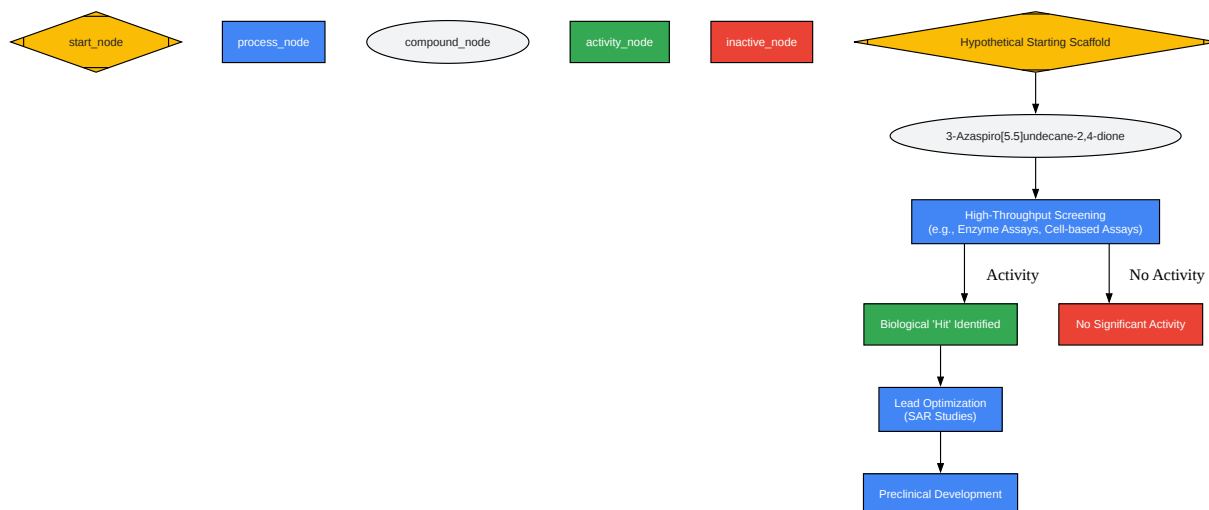 start_node
process_node
compound_node
activity_node
inactive_node
Hypothetical Starting Scaffold
3-Azaspiro[5.5]undecane-2,4-dione
High-Throughput Screening
(e.g., Enzyme Assays, Cell-based Assays)
Activity
No Activity
Biological 'Hit' Identified
No Significant Activity
Lead Optimization
(SAR Studies)
Preclinical Development